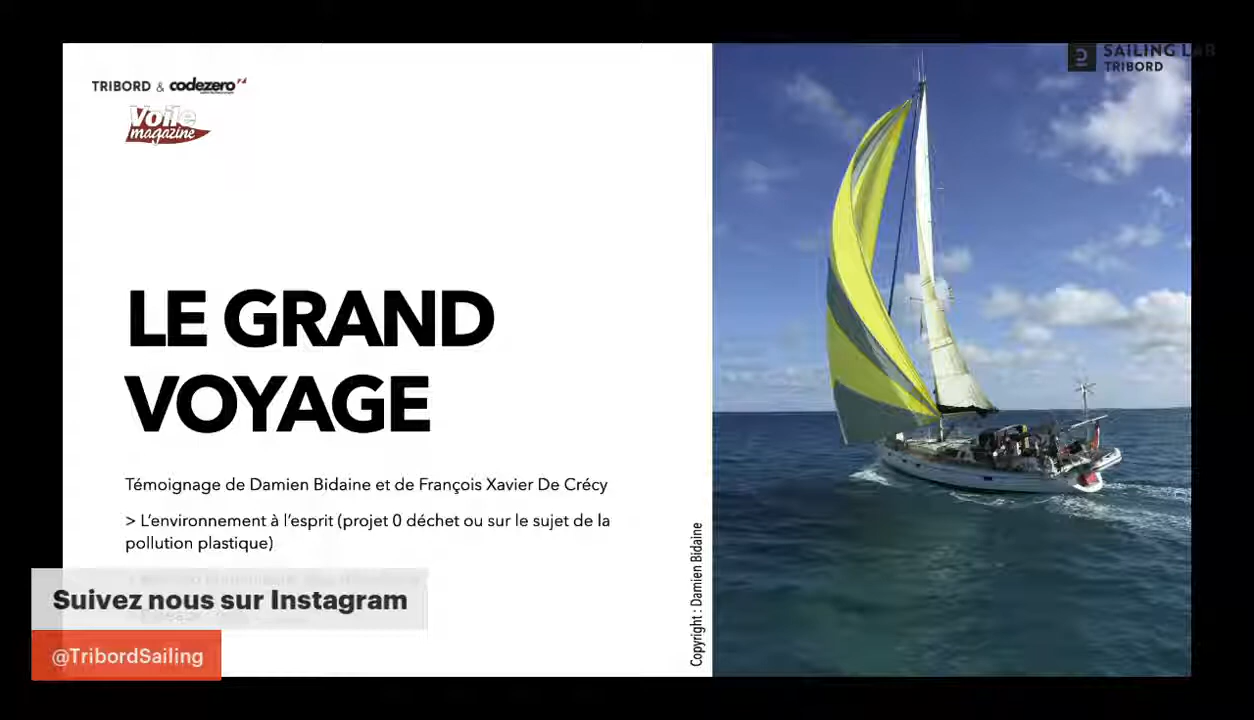 TRIBORD & codezero
Voile
magazine
SAILING LAB
TRIBORD
LE GRAND
VOYAGE
Témoignage de Damien Bidaine et de François Xavier De Crécy
> L'environnement à l'esprit (projet 0 déchet ou sur le sujet de la
pollution plastique)
Suivez nous sur Instagram
@TribordSailing
Copyright : Damien Bidaine